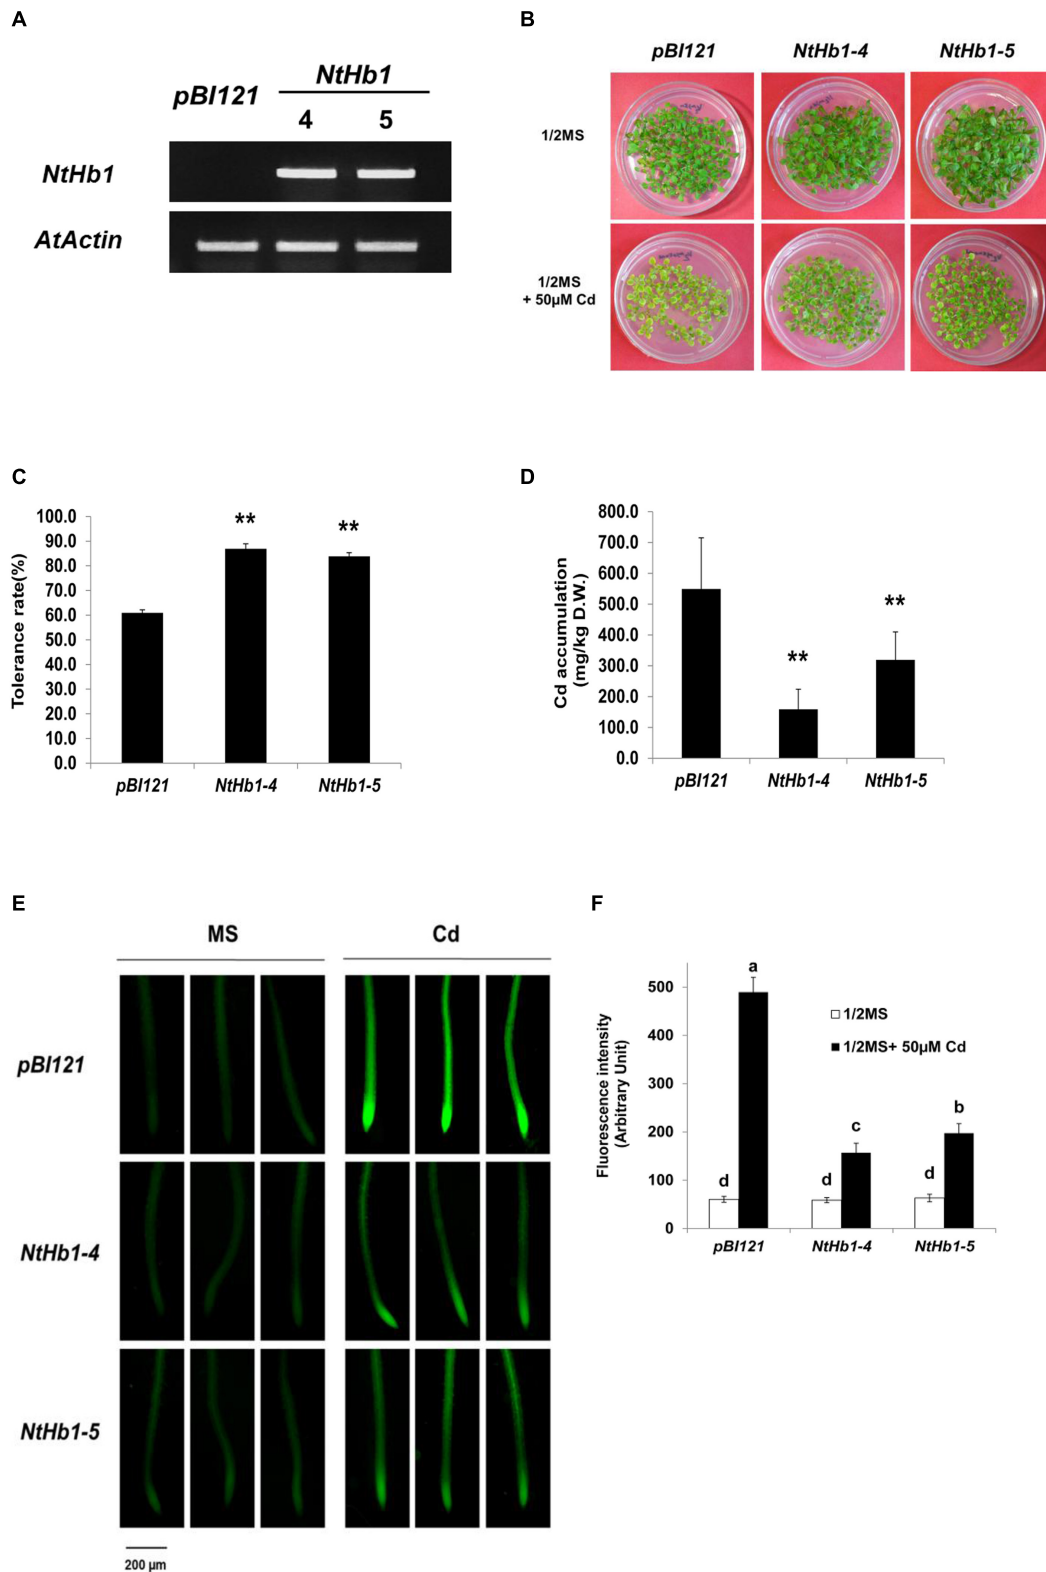 A
pBI121
NtHb1
4 5
NtHb1
AtActin
B
pBI121 NtHb1-4 NtHb1-5
1/2MS
1/2MS
+ 50µM Cd
C
Tolerance rate(%)
100.0
90.0
80.0
70.0
60.0
50.0
40.0
30.0
20.0
10.0
0.0
** **
pBI121 NtHb1-4 NtHb1-5
D
Cd accumulation
(mg/kg D.W.)
800.0
700.0
600.0
500.0
400.0
300.0
200.0
100.0
0.0
** **
pBI121 NtHb1-4 NtHb1-5
E
MS Cd
pBI121
NtHb1-4
NtHb1-5
200 µm
F
Fluorescence intensity
(Arbitrary Unit)
500
400
300
200
100
0
a
1/2MS
1/2MS+ 50µM Cd
d d c d b
pBI121 NtHb1-4 NtHb1-5